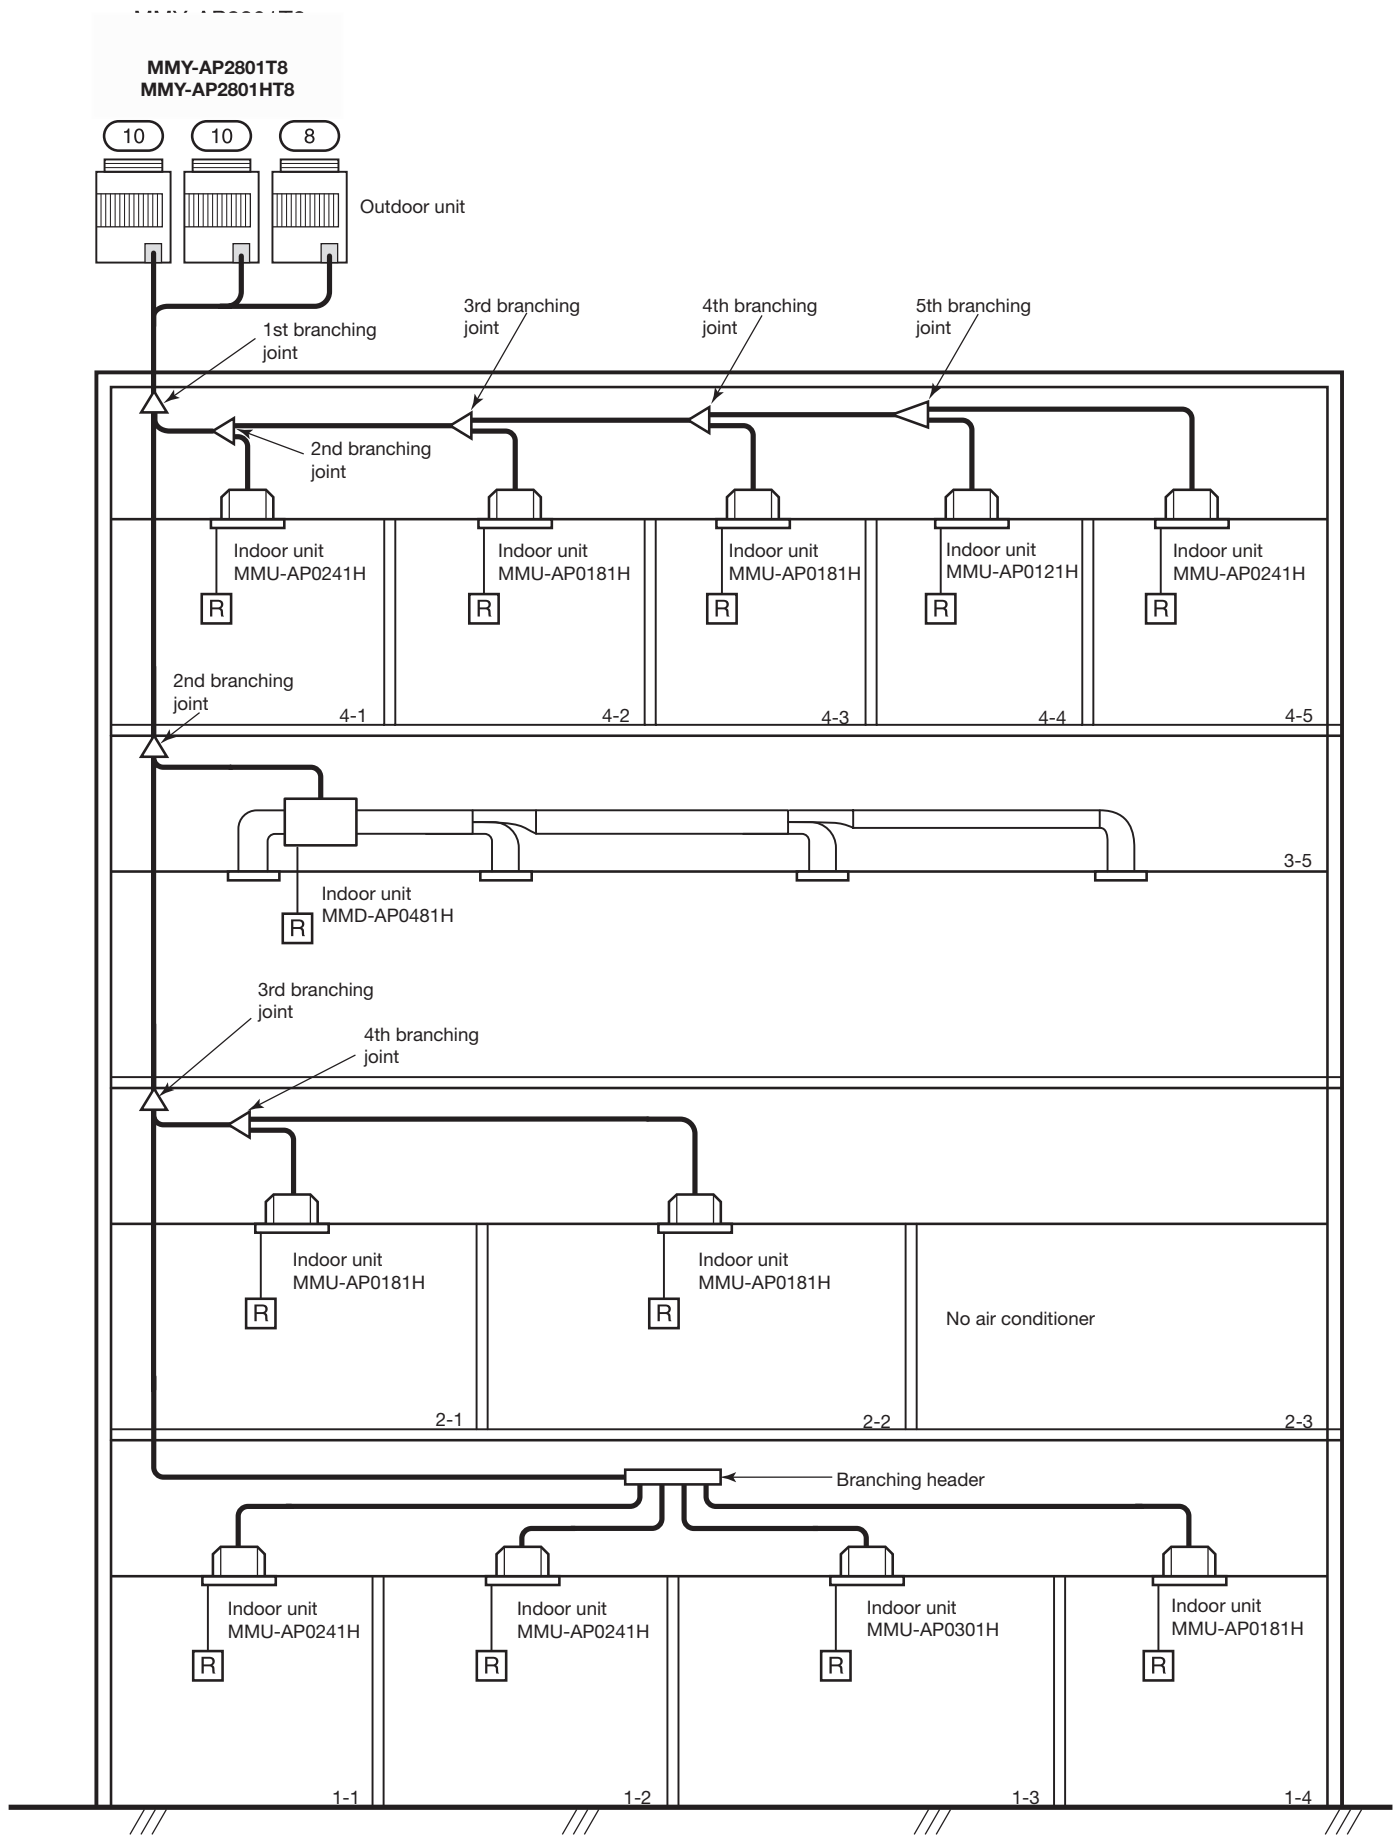 MMY-AP2801T8
MMY-AP2801HT8
10
10
8
Outdoor unit
1st branching
joint
3rd branching
joint
4th branching
joint
5th branching
joint
2nd branching
joint
Indoor unit
MMU-AP0241H
R
Indoor unit
MMU-AP0181H
R
Indoor unit
MMU-AP0181H
R
Indoor unit
MMU-AP0121H
R
Indoor unit
MMU-AP0241H
R
2nd branching
joint
4-1
4-2
4-3
4-4
4-5
3-5
Indoor unit
MMD-AP0481H
R
3rd branching
joint
4th branching
joint
Indoor unit
MMU-AP0181H
R
Indoor unit
MMU-AP0181H
R
No air conditioner
2-1
2-2
2-3
Branching header
Indoor unit
MMU-AP0241H
R
Indoor unit
MMU-AP0241H
R
Indoor unit
MMU-AP0301H
R
Indoor unit
MMU-AP0181H
R
1-1
1-2
1-3
1-4